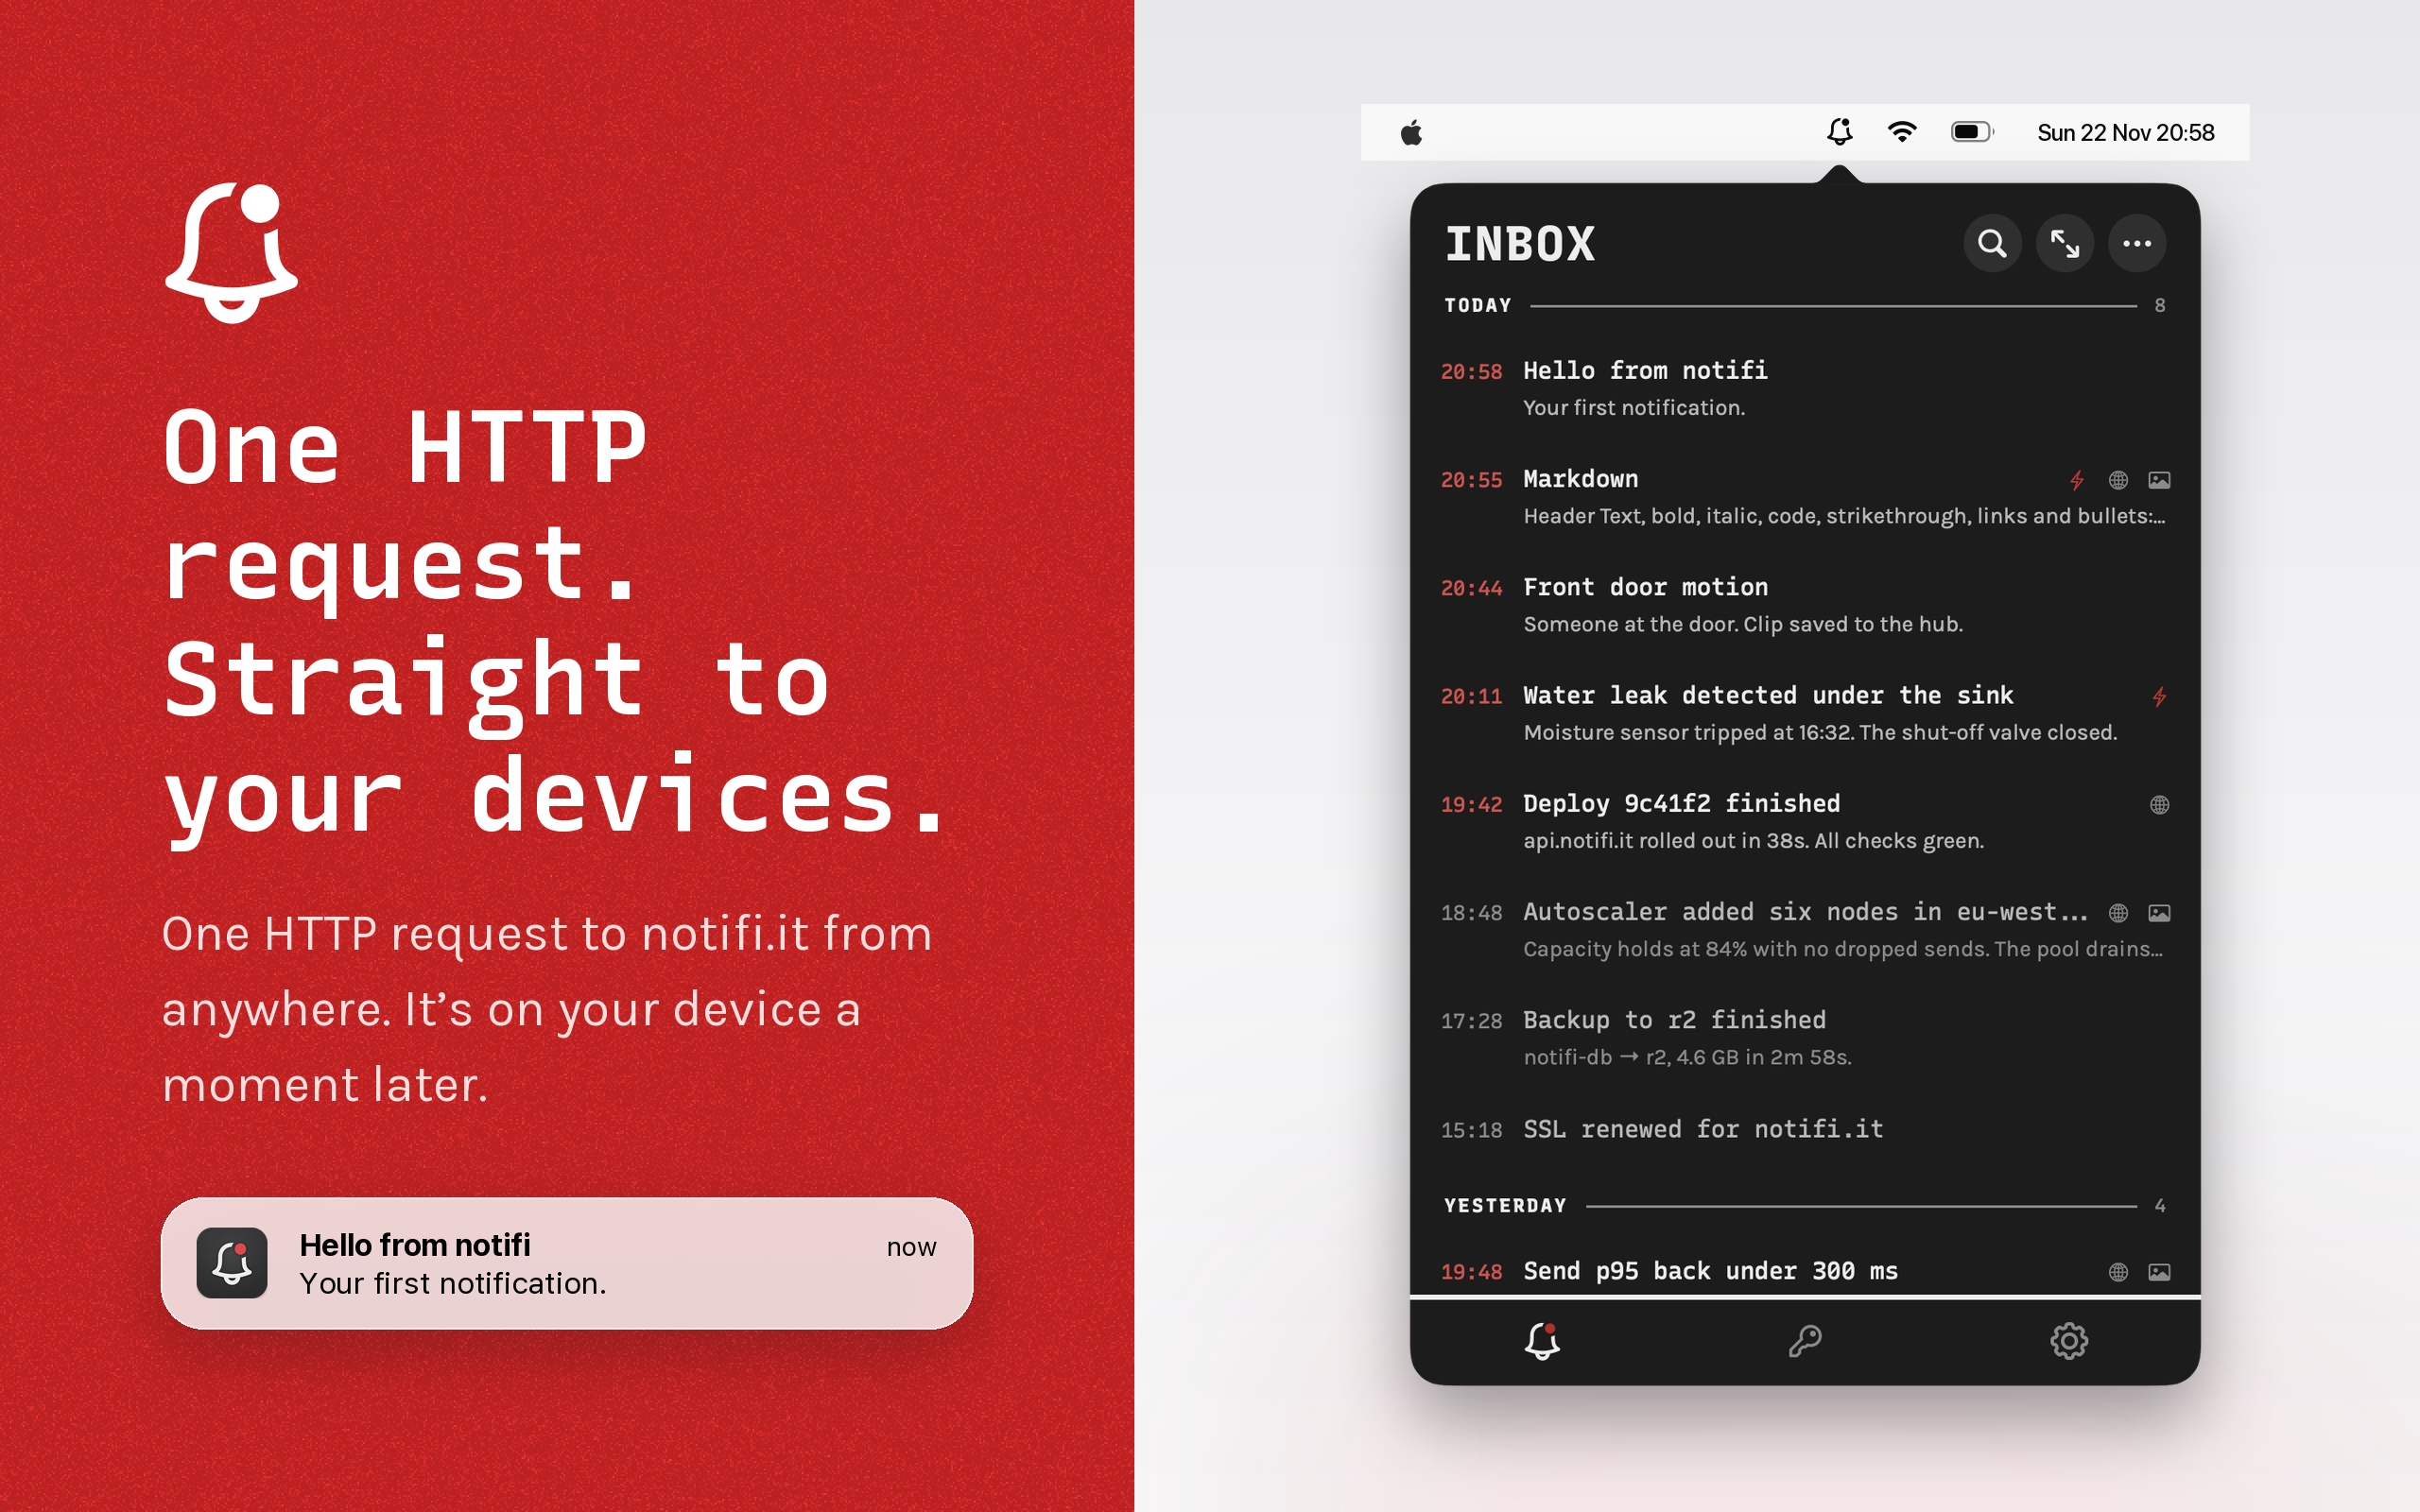 One HTTP
request.
Straight to
your devices.
One HTTP request to notifi.it from
anywhere. It’s on your device a
moment later.
Hello from notifi
now
Your first notification.
Sun 22 Nov 20:58
INBOX
TODAY
8
20:58 Hello from notifi
Your first notification.
20:55 Markdown
Header Text, bold, italic, code, strikethrough, links and bullets:...
20:44 Front door motion
Someone at the door. Clip saved to the hub.
20:11 Water leak detected under the sink
Moisture sensor tripped at 16:32. The shut-off valve closed.
19:42 Deploy 9c41f2 finished
api.notifi.it rolled out in 38s. All checks green.
18:48 Autoscaler added six nodes in eu-west...
Capacity holds at 84% with no dropped sends. The pool drains...
17:28 Backup to r2 finished
notifi-db → r2, 4.6 GB in 2m 58s.
15:18 SSL renewed for notifi.it
YESTERDAY
4
19:48 Send p95 back under 300 ms